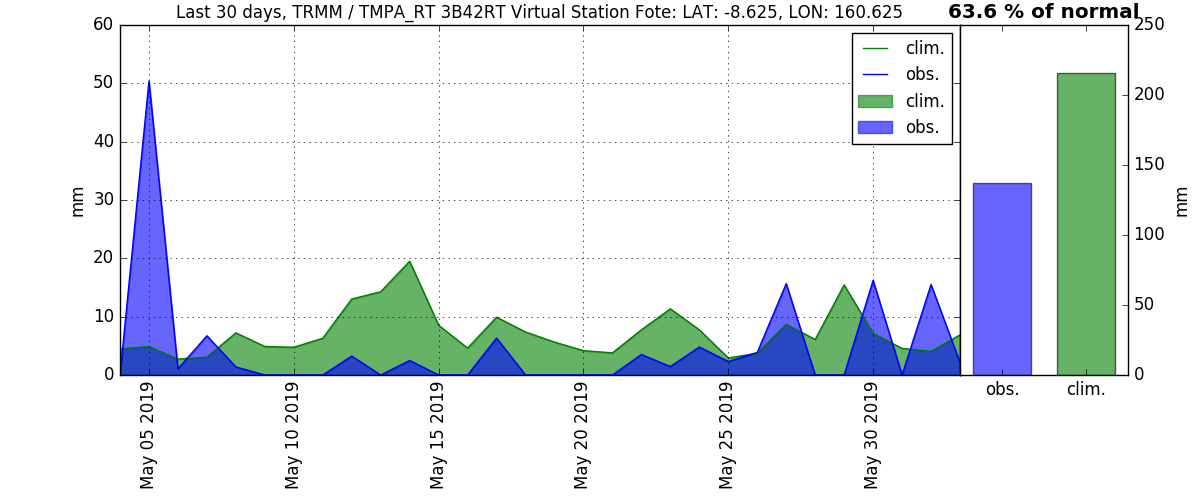 Last 30 days, TRMM / TMPA_RT 3B42RT Virtual Station Fote: LAT: -8.625, LON: 160.625
63.6 % of normal
60
50
40
30
20
10
0
mm
clim.
obs.
clim.
obs.
250
200
150
100
50
0
mm
May 05 2019
May 10 2019
May 15 2019
May 20 2019
May 25 2019
May 30 2019
obs.
clim.